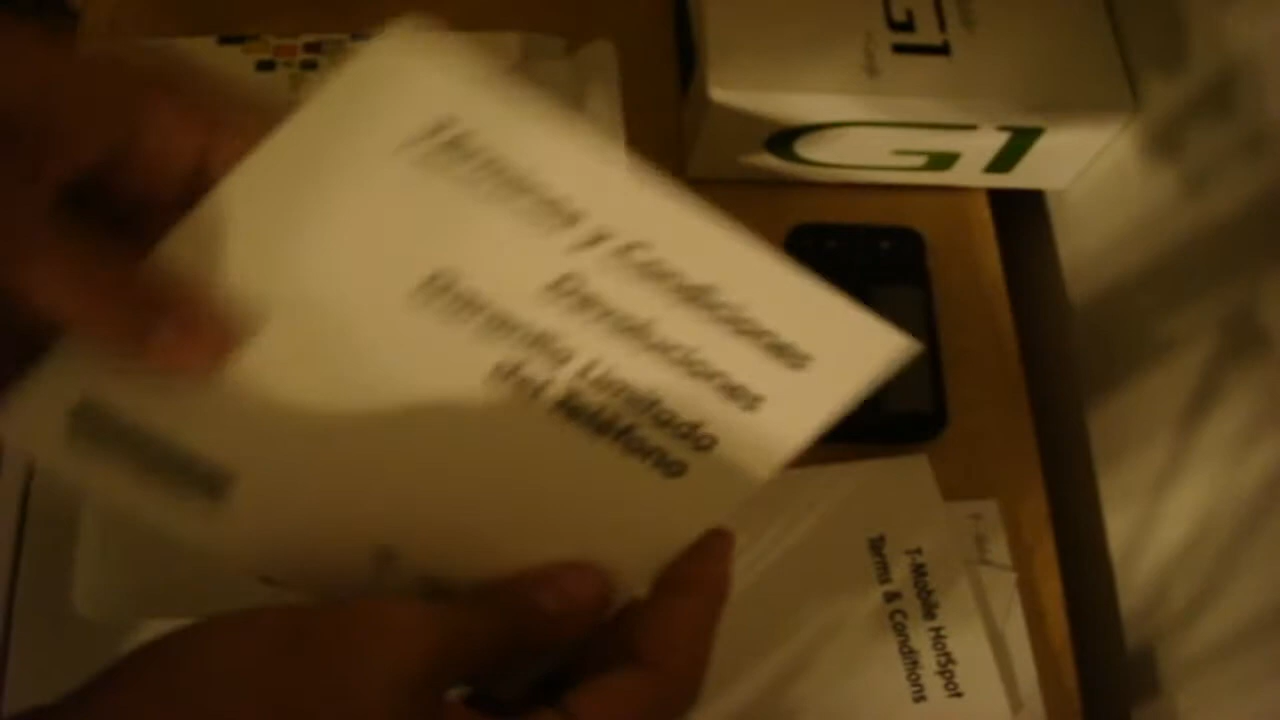 G1
G1
Términos y Condiciones
Devoluciones
Garantía Limitada
del Teléfono
T-Mobile HotSpot
Terms & Conditions